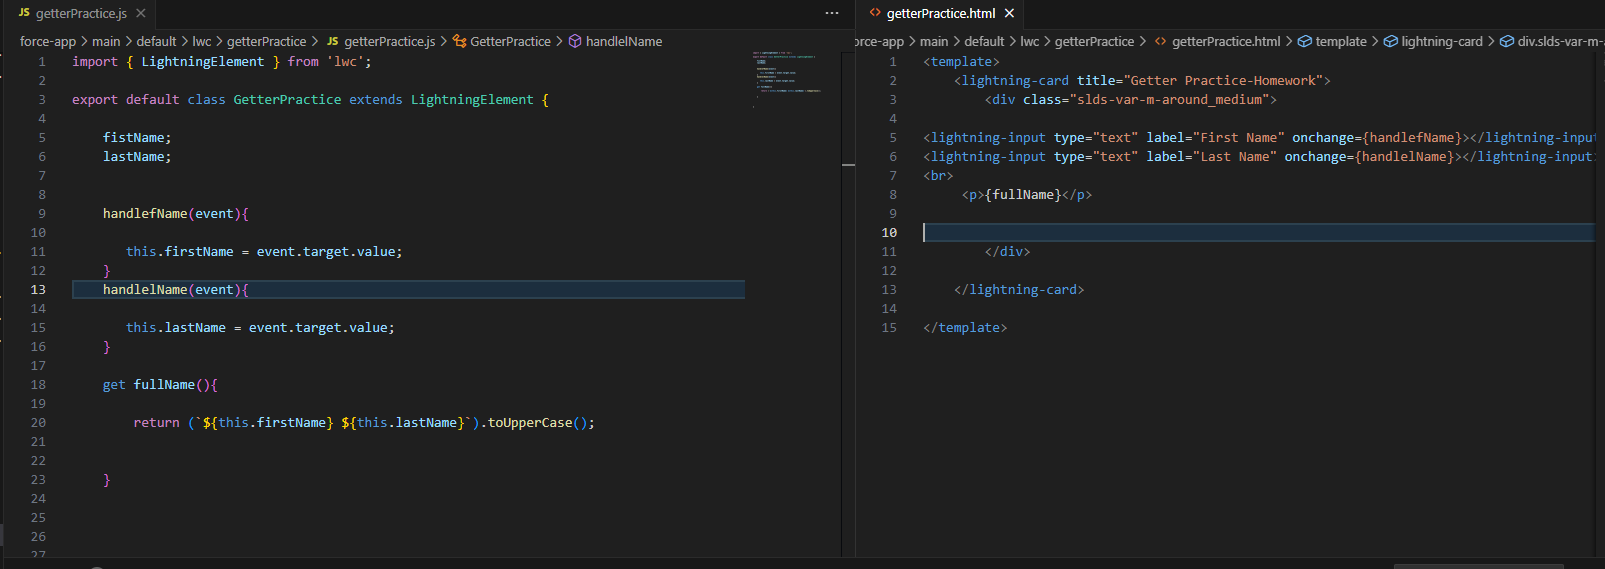 JS getterPractice.js
force-app > main > default > lwc > getterPractice > JS getterPractice.js > GetterPractice > handlelName
1 import { LightningElement } from 'lwc';
2
3 export default class GetterPractice extends LightningElement {
4
5 fistName;
6 lastName;
7
8
9 handlefName(event){
10
11 this.firstName = event.target.value;
12 }
13 handlelName(event){
14
15 this.lastName = event.target.value;
16 }
17
18 get fullName(){
19
20 return (`${this.firstName} ${this.lastName}`).toUpperCase();
21
22
23 }
24
25
26
27
getterPractice.html
orce-app > main > default > lwc > getterPractice > getterPractice.html > template > lightning-card > div.slds-var-m-a
1 <template>
2 <lightning-card title="Getter Practice-Homework">
3 <div class="slds-var-m-around_medium">
4
5 <lightning-input type="text" label="First Name" onchange={handlefName}></lightning-input
6 <lightning-input type="text" label="Last Name" onchange={handlelName}></lightning-input>
7 <br>
8 <p>{fullName}</p>
9
10
11 </div>
12
13 </lightning-card>
14
15 </template>